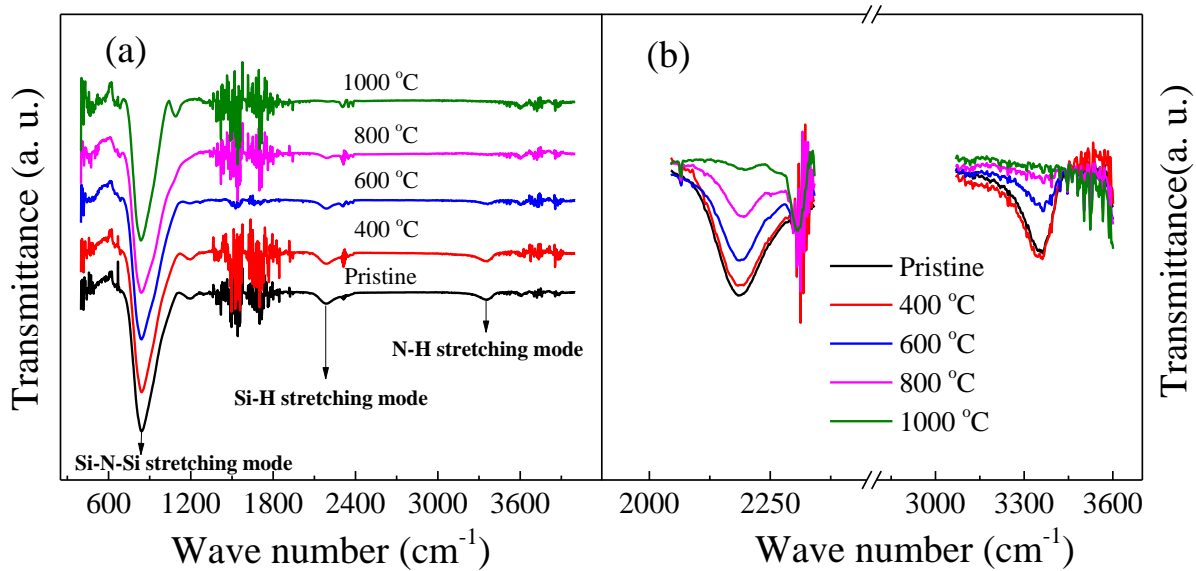 (a)
1000 °C
800 °C
600 °C
400 °C
Pristine
N-H stretching mode
Si-H stretching mode
Si-N-Si stretching mode
600 1200 1800 2400 3000 3600
Wave number (cm⁻¹)
Transmittance (a. u.)
(b)
Pristine
400 °C
600 °C
800 °C
1000 °C
2000 2250 3000 3300 3600
Wave number (cm⁻¹)
Transmittance(a. u.)